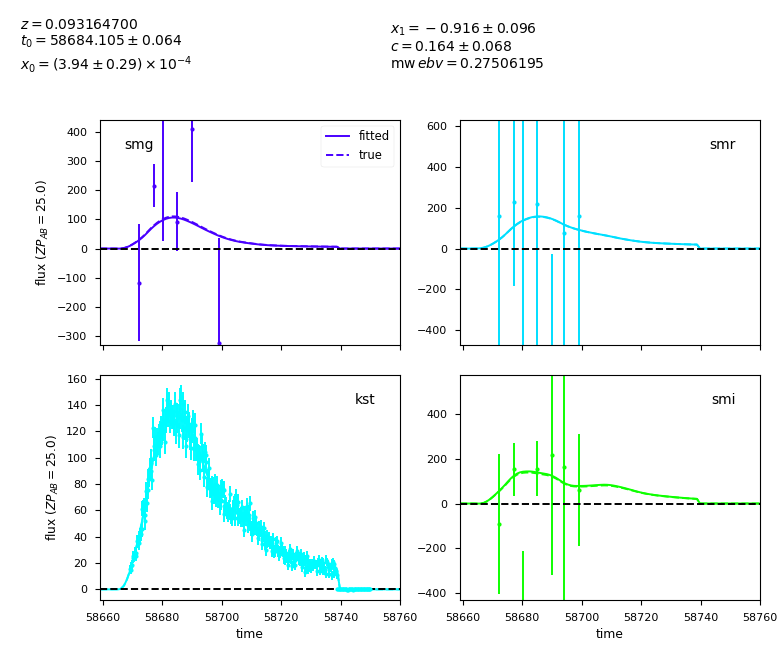 z = 0.093164700
t₀ = 58684.105 ± 0.064
x₀ = (3.94 ± 0.29) × 10⁻⁴
x₁ = −0.916 ± 0.096
c = 0.164 ± 0.068
mw ebv = 0.27506195
smg
fitted
true
400
300
200
100
0
−100
−200
−300
flux (ZP_AB = 25.0)
smr
600
400
200
0
−200
−400
kst
160
140
120
100
80
60
40
20
0
flux (ZP_AB = 25.0)
58660 58680 58700 58720 58740 58760
time
smi
400
200
0
−200
−400
58660 58680 58700 58720 58740 58760
time